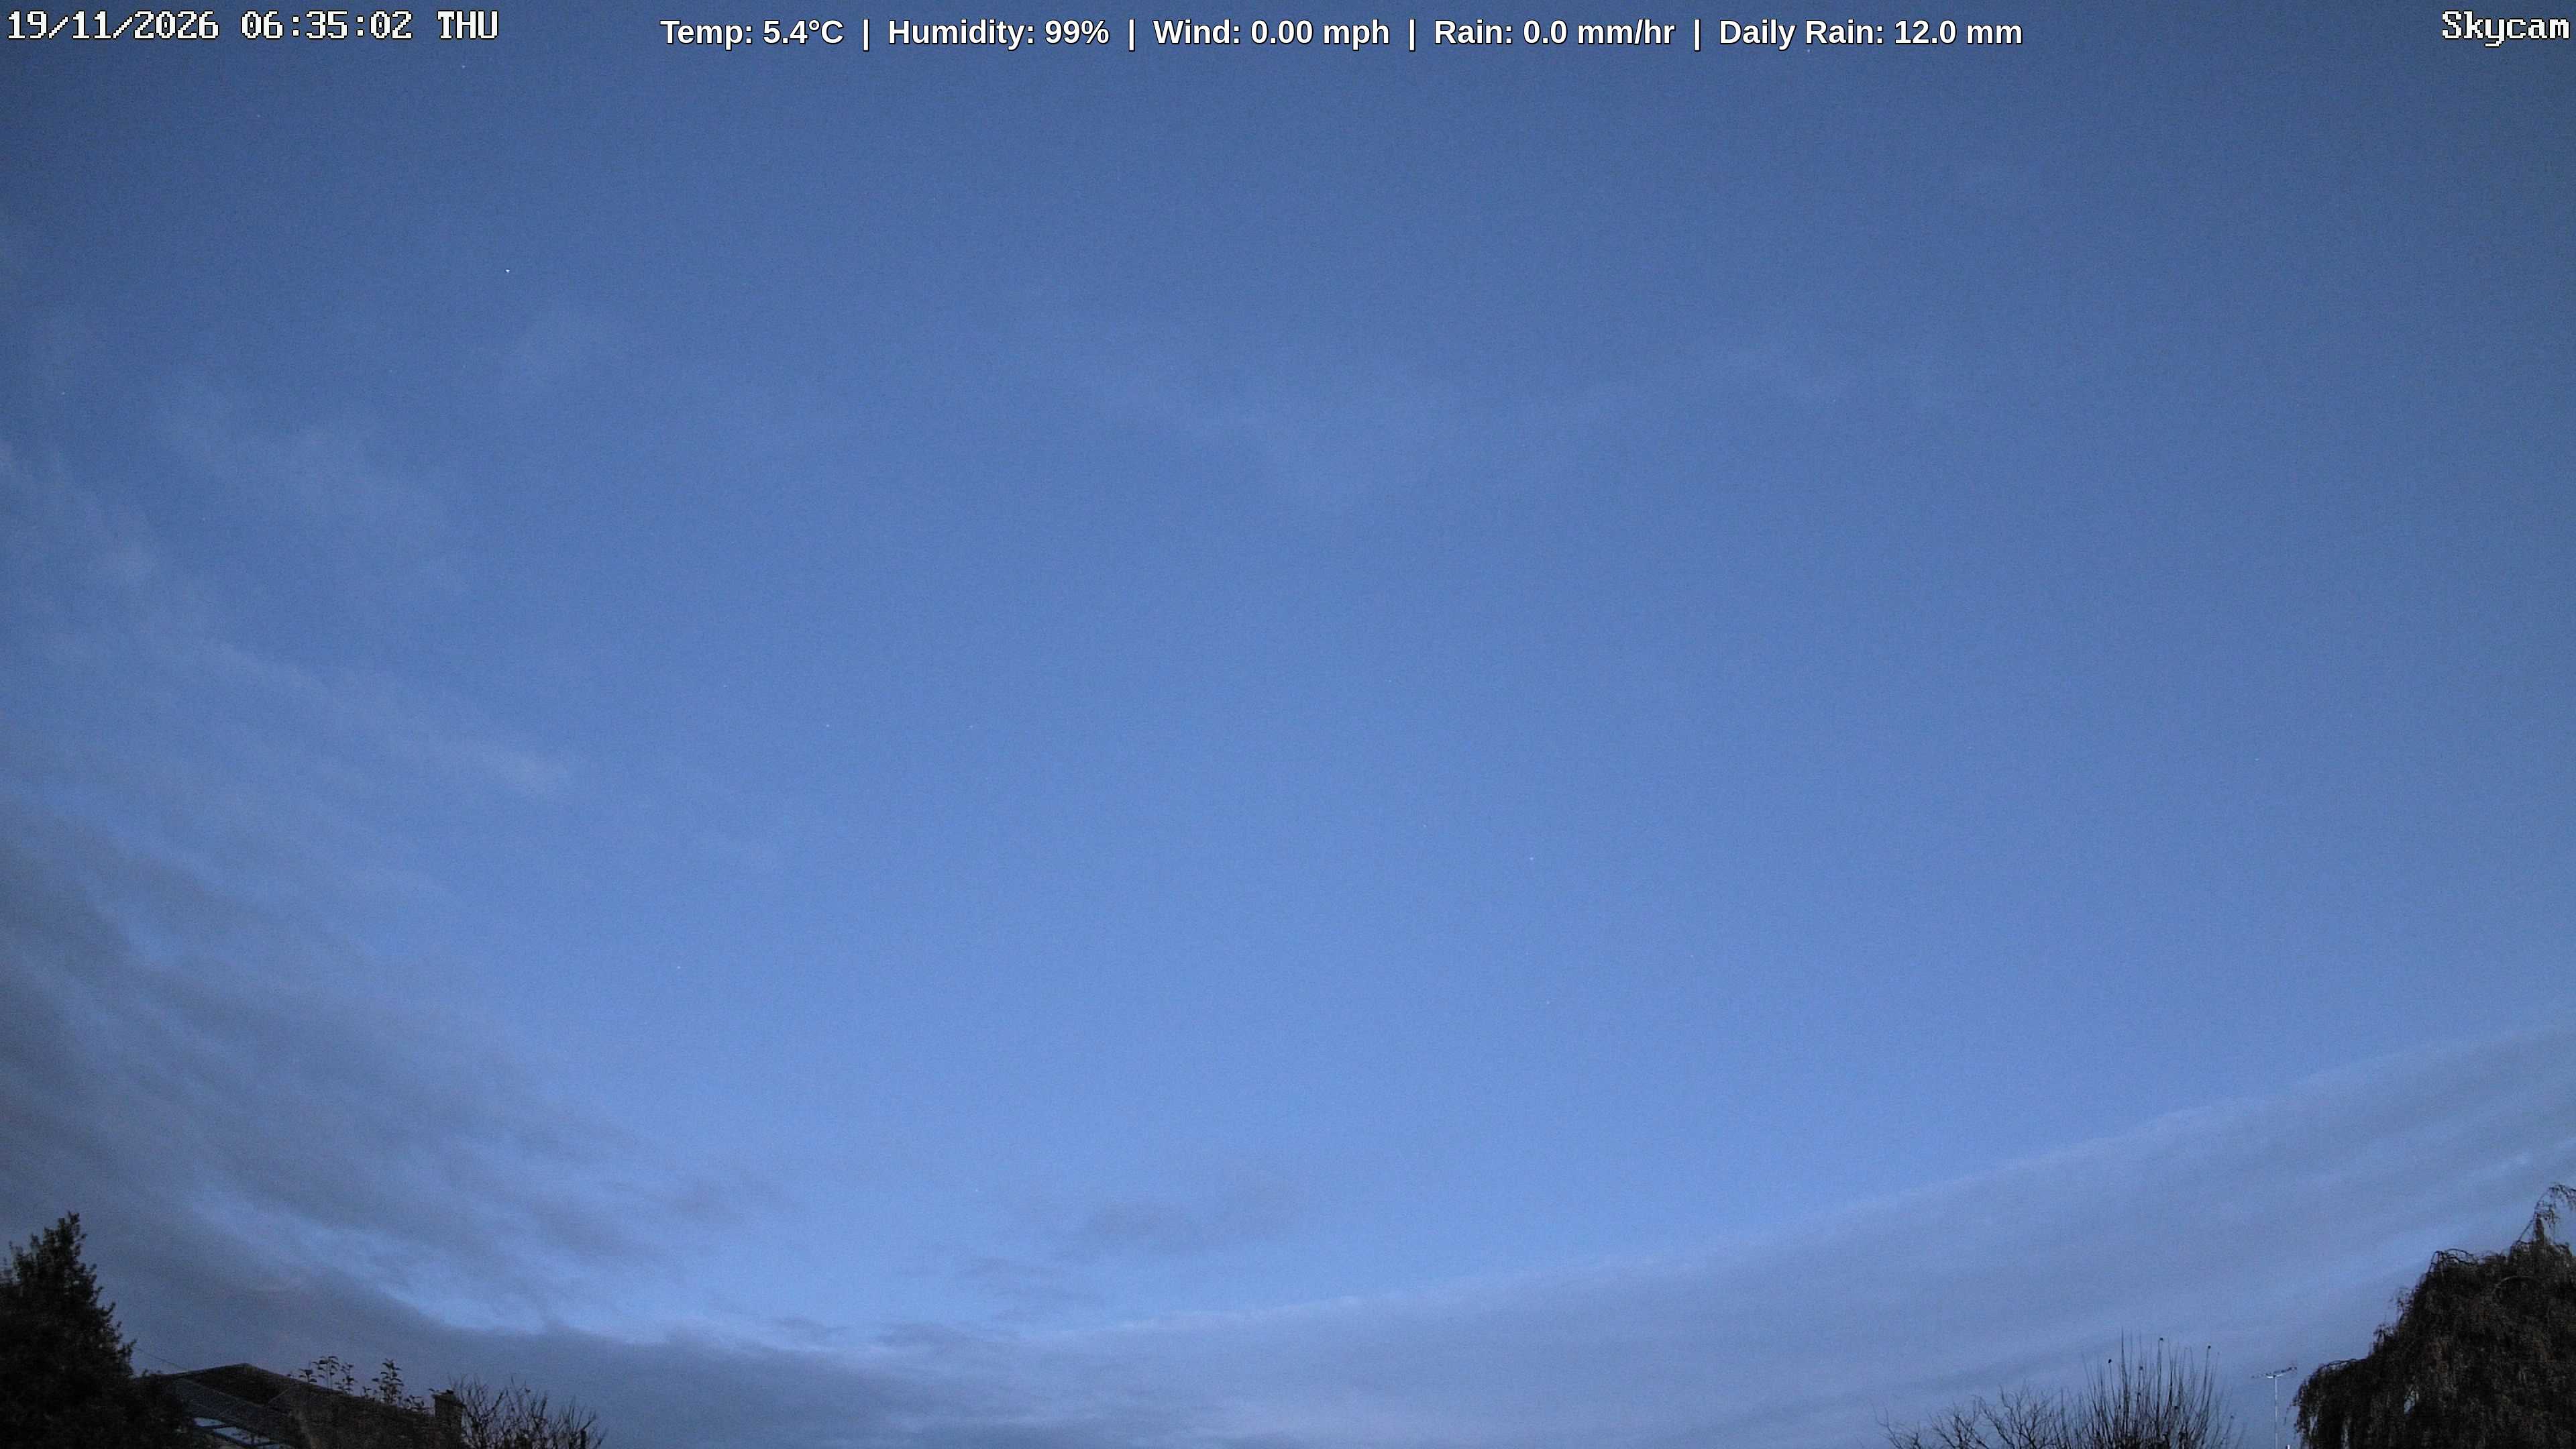 19/11/2026 06:35:02 THU
Temp: 5.4°C | Humidity: 99% | Wind: 0.00 mph | Rain: 0.0 mm/hr | Daily Rain: 12.0 mm
Skycam